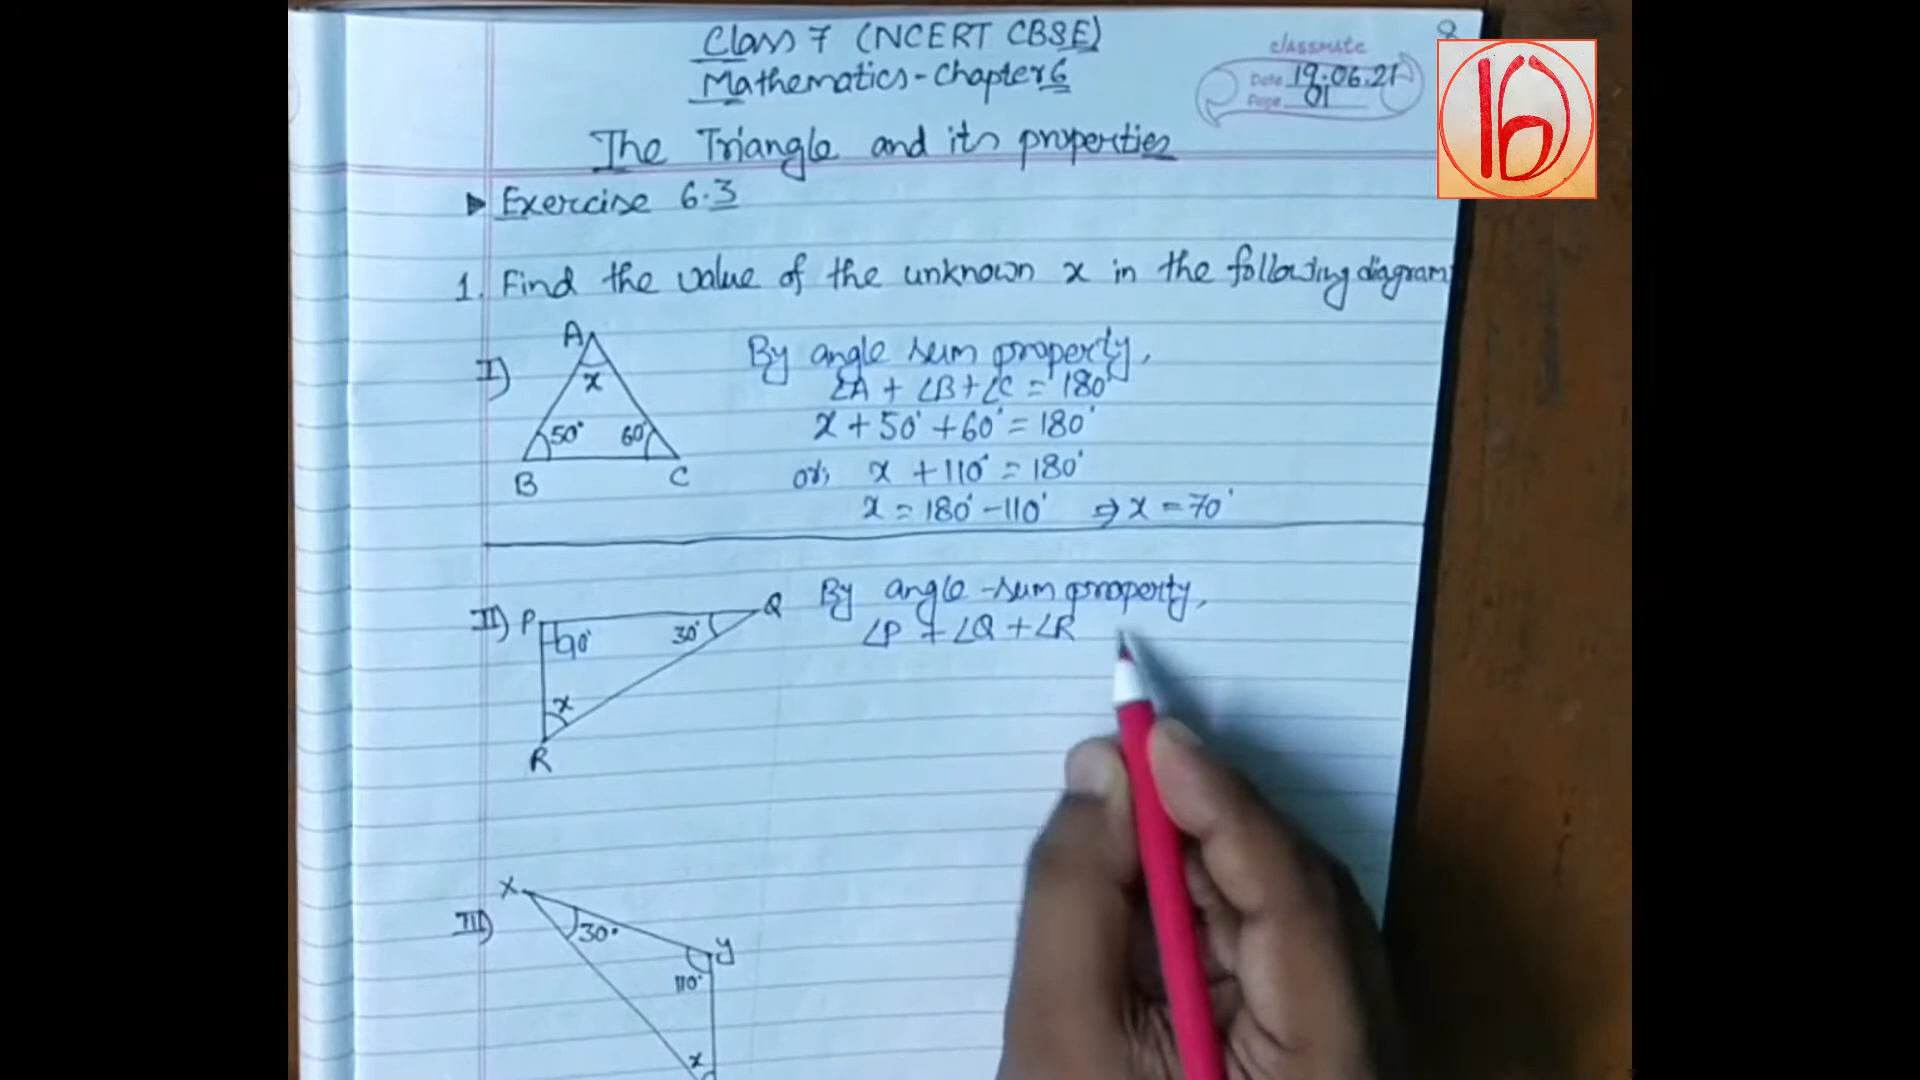 Class 7 (NCERT CBSE)
Mathematics - Chapter 6
classmate
Date 19.06.21
Page 01
The Triangle and its properties
Exercise 6.3
1. Find the value of the unknown x in the following diagram
I)
A
x
50°
60°
B
C
By angle sum property,
∠A + ∠B + ∠C = 180°
x + 50° + 60° = 180°
or, x + 110° = 180°
x = 180° - 110° ⇒ x = 70°
II)
P
Q
90°
30°
x
R
By angle-sum property,
∠P + ∠Q + ∠R
III)
X
30°
y
110°
x